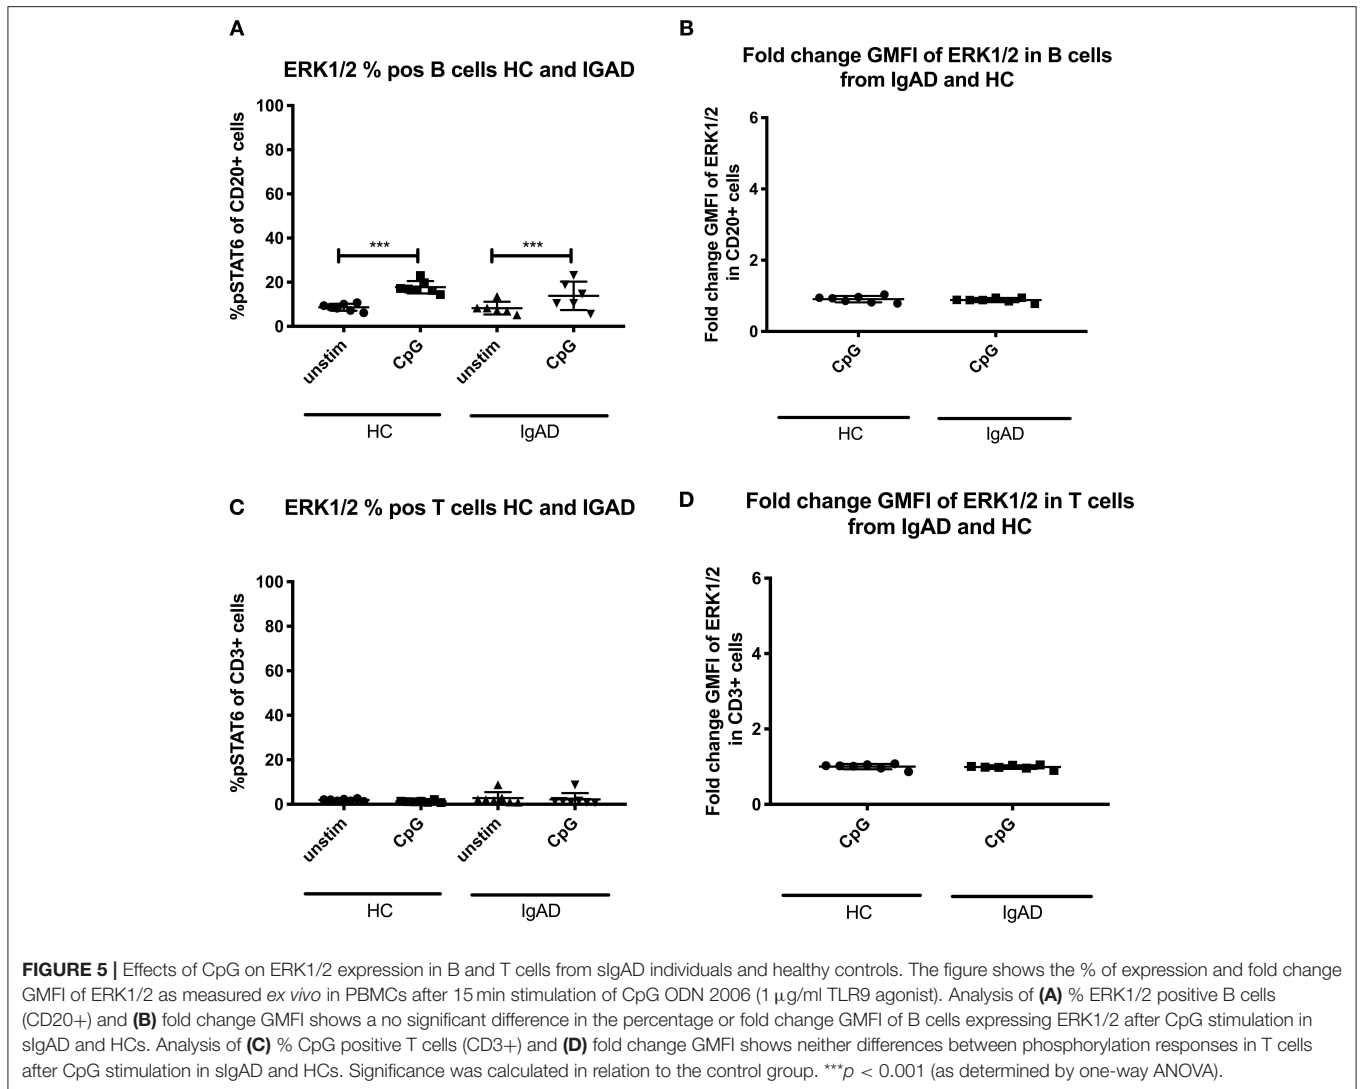 A
ERK1/2 % pos B cells HC and IGAD
%pSTAT6 of CD20+ cells
100
80
60
40
20
0
***
***
unstim
CpG
unstim
CpG
HC
IgAD
B
Fold change GMFI of ERK1/2 in B cells
from IgAD and HC
Fold change GMFI of ERK1/2
in CD20+ cells
6
4
2
0
CpG
CpG
HC
IgAD
C
ERK1/2 % pos T cells HC and IGAD
%pSTAT6 of CD3+ cells
100
80
60
40
20
0
unstim
CpG
unstim
CpG
HC
IgAD
D
Fold change GMFI of ERK1/2 in T cells
from IgAD and HC
Fold change GMFI of ERK1/2
in CD3+ cells
6
4
2
0
CpG
CpG
HC
IgAD
FIGURE 5 | Effects of CpG on ERK1/2 expression in B and T cells from sIgAD individuals and healthy controls. The figure shows the % of expression and fold change
GMFI of ERK1/2 as measured ex vivo in PBMCs after 15 min stimulation of CpG ODN 2006 (1 μg/ml TLR9 agonist). Analysis of (A) % ERK1/2 positive B cells
(CD20+) and (B) fold change GMFI shows a no significant difference in the percentage or fold change GMFI of B cells expressing ERK1/2 after CpG stimulation in
sIgAD and HCs. Analysis of (C) % CpG positive T cells (CD3+) and (D) fold change GMFI shows neither differences between phosphorylation responses in T cells
after CpG stimulation in sIgAD and HCs. Significance was calculated in relation to the control group. ***p < 0.001 (as determined by one-way ANOVA).